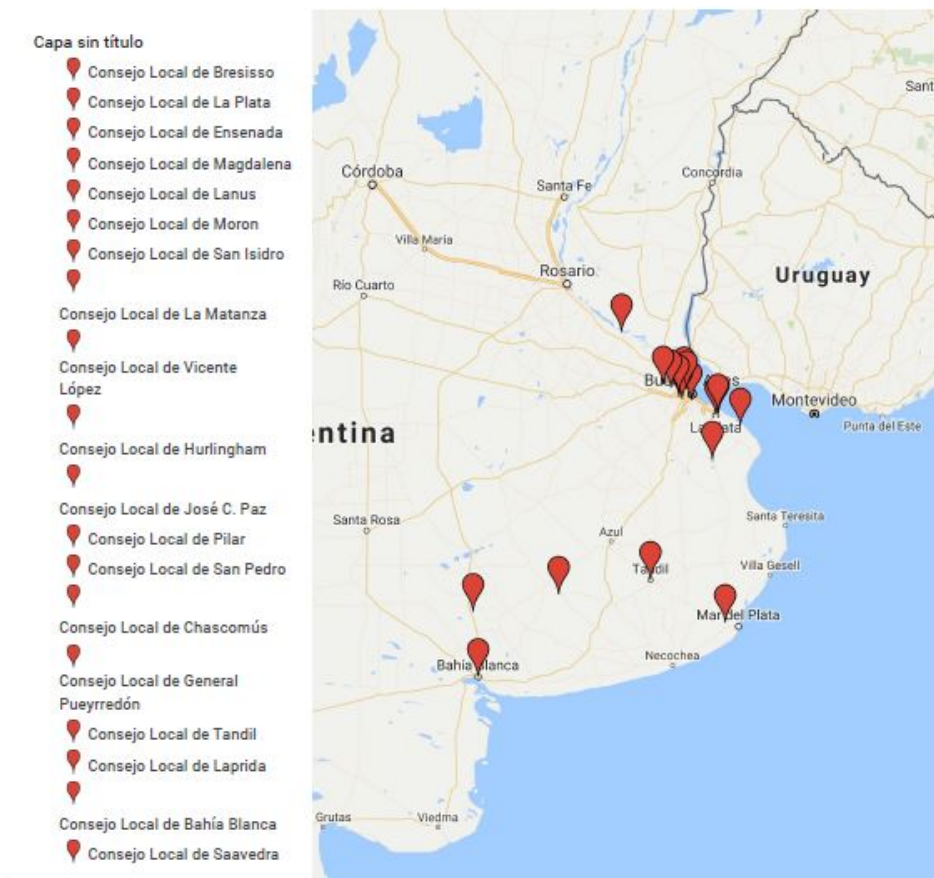 Capa sin título
Consejo Local de Bresisso
Consejo Local de La Plata
Consejo Local de Ensenada
Consejo Local de Magdalena
Consejo Local de Lanus
Consejo Local de Moron
Consejo Local de San Isidro
Consejo Local de La Matanza
Consejo Local de Vicente
López
Consejo Local de Hurlingham
Consejo Local de José C. Paz
Consejo Local de Pilar
Consejo Local de San Pedro
Consejo Local de Chascomús
Consejo Local de General
Pueyrredón
Consejo Local de Tandil
Consejo Local de Laprida
Consejo Local de Bahía Blanca
Consejo Local de Saavedra
Sant
Córdoba
Concordia
Santa Fe
Villa María
Rosario
Río Cuarto
Uruguay
Montevideo
Punta del Este
La Plata
entina
Santa Rosa
Santa Teresita
Azul
Tandil
Villa Gesell
Mar del Plata
Necochea
Bahía Blanca
Grutas
Viedma